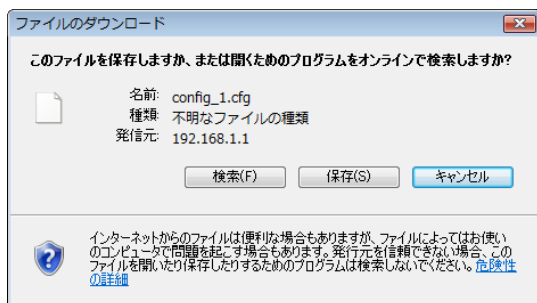 ファイルのダウンロード
このファイルを保存しますか、または開くためのプログラムをオンラインで検索しますか?
名前: config_1.cfg
種類: 不明なファイルの種類
発信元: 192.168.1.1
検索(F) 保存(S) キャンセル
インターネットからのファイルは便利な場合もありますが、ファイルによってはお使い
のコンピュータで問題を起こす場合もあります。発行元を信頼できない場合、この
ファイルを開いたり保存したりするためのプログラムは検索しないでください。危険性
の詳細